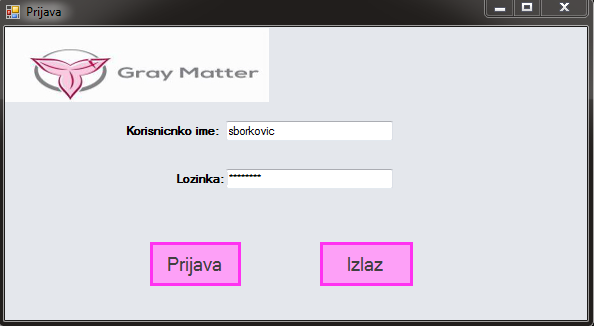 Prijava
Gray Matter
Korisnicnko ime: sborkovic
Lozinka: ********
Prijava Izlaz